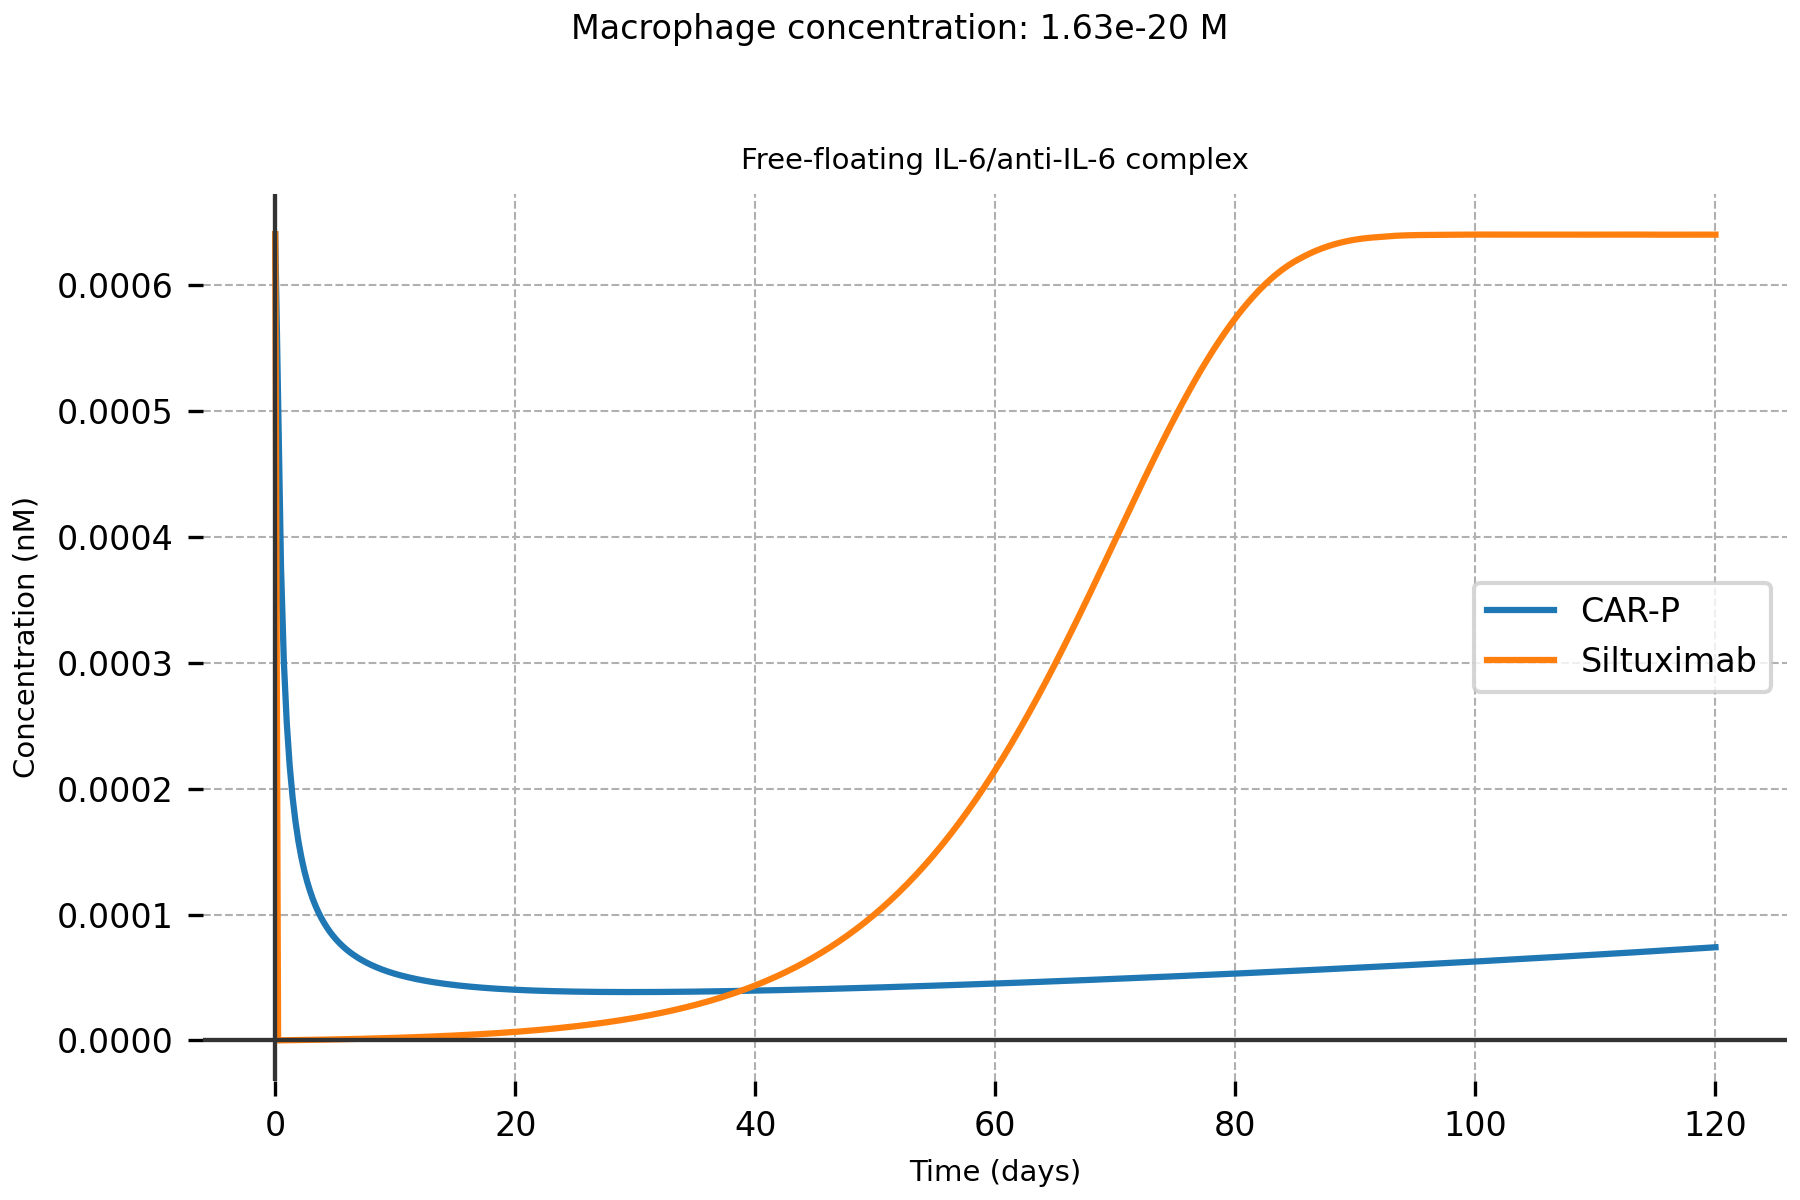 Macrophage concentration: 1.63e-20 M
Free-floating IL-6/anti-IL-6 complex
Concentration (nM)
0.0006
0.0005
0.0004
0.0003
0.0002
0.0001
0.0000
CAR-P
Siltuximab
0 20 40 60 80 100 120
Time (days)